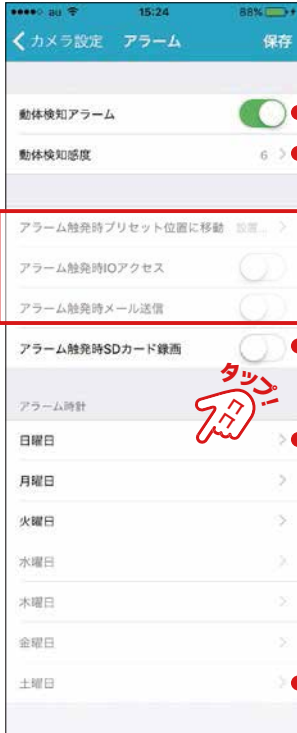 au 15:24 88%
カメラ設定 アラーム 保存
動体検知アラーム
動体検知感度 6
アラーム触発時プリセット位置に移動 設置...
アラーム触発時IOアクセス
アラーム触発時メール送信
アラーム触発時SDカード録画
タップ!
アラーム時計
日曜日
月曜日
火曜日
水曜日
木曜日
金曜日
土曜日